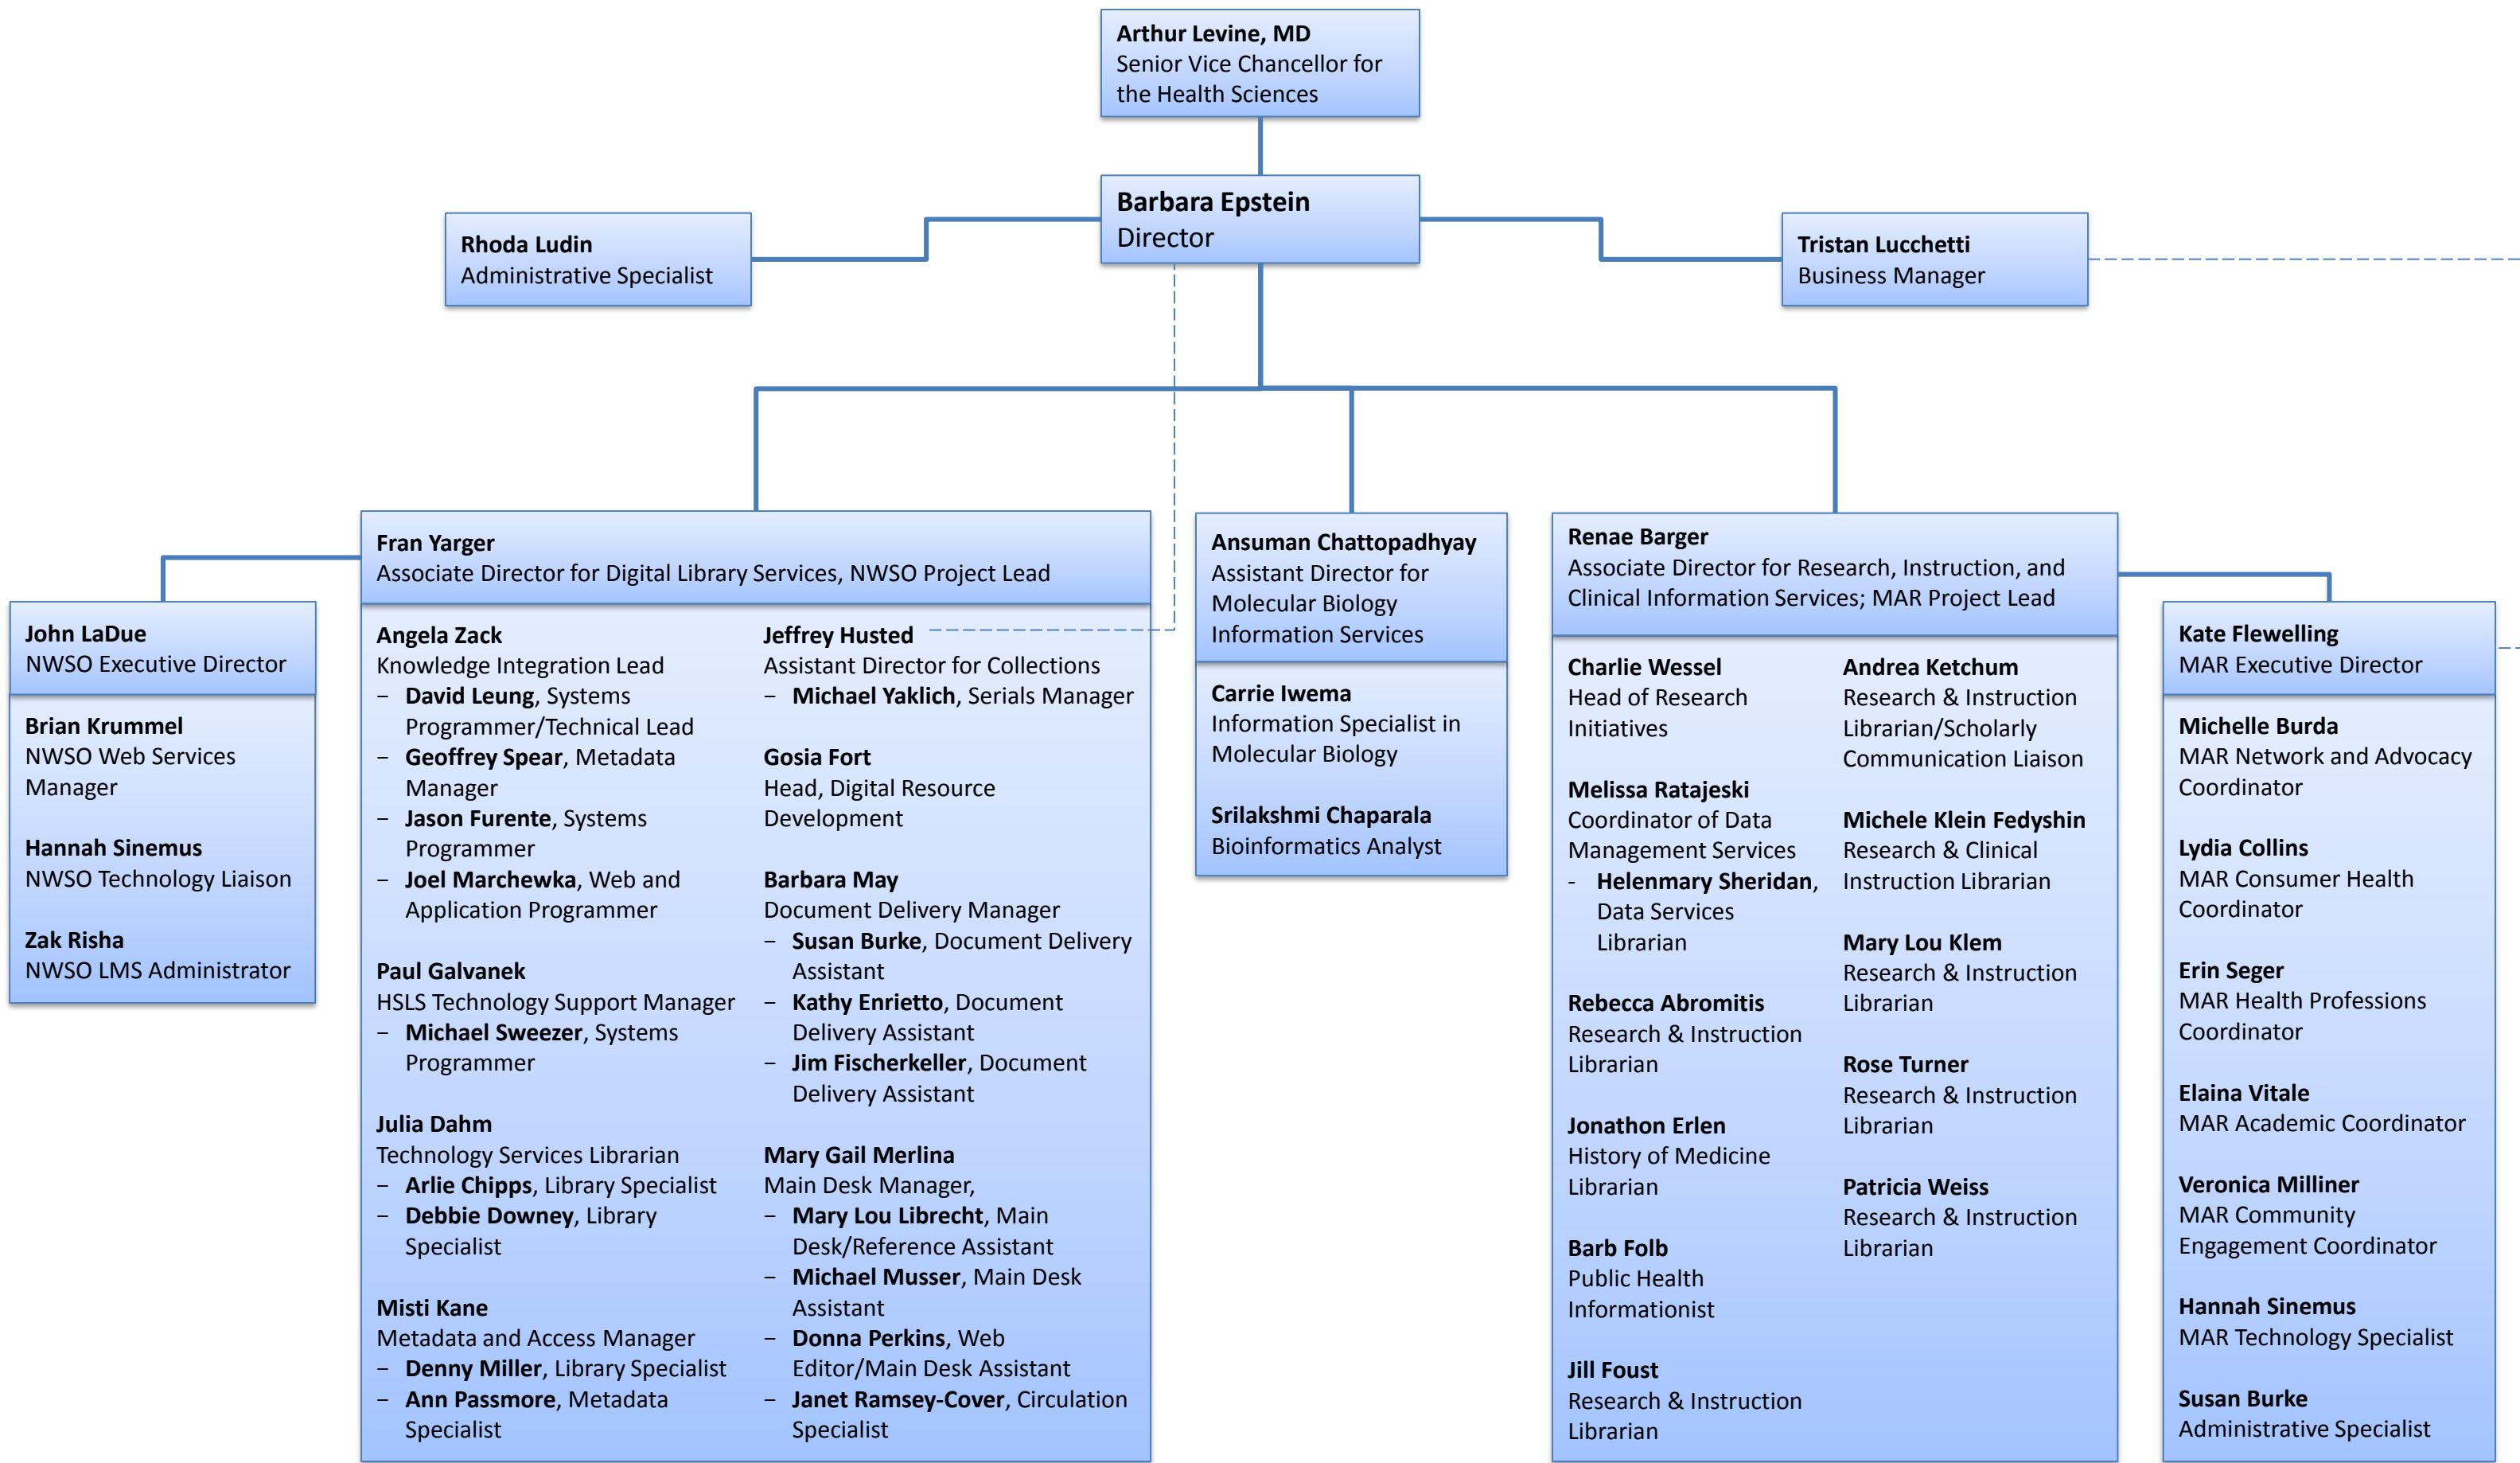 Arthur Levine, MD
Senior Vice Chancellor for
the Health Sciences
Barbara Epstein
Director
Rhoda Ludin
Administrative Specialist
Tristan Lucchetti
Business Manager
John LaDue
NWSO Executive Director
Brian Krummel
NWSO Web Services
Manager
Hannah Sinemus
NWSO Technology Liaison
Zak Risha
NWSO LMS Administrator
Fran Yarger
Associate Director for Digital Library Services, NWSO Project Lead
Angela Zack
Knowledge Integration Lead
– David Leung, Systems
Programmer/Technical Lead
– Geoffrey Spear, Metadata
Manager
– Jason Furente, Systems
Programmer
– Joel Marchewka, Web and
Application Programmer
Paul Galvanek
HSLS Technology Support Manager
– Michael Sweezer, Systems
Programmer
Julia Dahm
Technology Services Librarian
– Arlie Chipps, Library Specialist
– Debbie Downey, Library
Specialist
Misti Kane
Metadata and Access Manager
– Denny Miller, Library Specialist
– Ann Passmore, Metadata
Specialist
Jeffrey Husted
Assistant Director for Collections
– Michael Yaklich, Serials Manager
Gosia Fort
Head, Digital Resource
Development
Barbara May
Document Delivery Manager
– Susan Burke, Document Delivery
Assistant
– Kathy Enrietto, Document
Delivery Assistant
– Jim Fischerkeller, Document
Delivery Assistant
Mary Gail Merlina
Main Desk Manager,
– Mary Lou Librecht, Main
Desk/Reference Assistant
– Michael Musser, Main Desk
Assistant
– Donna Perkins, Web
Editor/Main Desk Assistant
– Janet Ramsey-Cover, Circulation
Specialist
Ansuman Chattopadhyay
Assistant Director for
Molecular Biology
Information Services
Carrie Iwema
Information Specialist in
Molecular Biology
Srilakshmi Chaparala
Bioinformatics Analyst
Renae Barger
Associate Director for Research, Instruction, and
Clinical Information Services; MAR Project Lead
Charlie Wessel
Head of Research
Initiatives
Melissa Ratajeski
Coordinator of Data
Management Services
- Helenmary Sheridan,
Data Services
Librarian
Rebecca Abromitis
Research & Instruction
Librarian
Jonathon Erlen
History of Medicine
Librarian
Barb Folb
Public Health
Informationist
Jill Foust
Research & Instruction
Librarian
Andrea Ketchum
Research & Instruction
Librarian/Scholarly
Communication Liaison
Michele Klein Fedyshin
Research & Clinical
Instruction Librarian
Mary Lou Klem
Research & Instruction
Librarian
Rose Turner
Research & Instruction
Librarian
Patricia Weiss
Research & Instruction
Librarian
Kate Flewelling
MAR Executive Director
Michelle Burda
MAR Network and Advocacy
Coordinator
Lydia Collins
MAR Consumer Health
Coordinator
Erin Seger
MAR Health Professions
Coordinator
Elaina Vitale
MAR Academic Coordinator
Veronica Milliner
MAR Community
Engagement Coordinator
Hannah Sinemus
MAR Technology Specialist
Susan Burke
Administrative Specialist